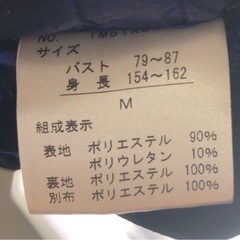 NO.
サイズ
バスト 79~87
身長 154~162
M
組成表示
表地 ポリエステル 90%
ポリウレタン 10%
裏地 ポリエステル 100%
別布 ポリエステル 100%